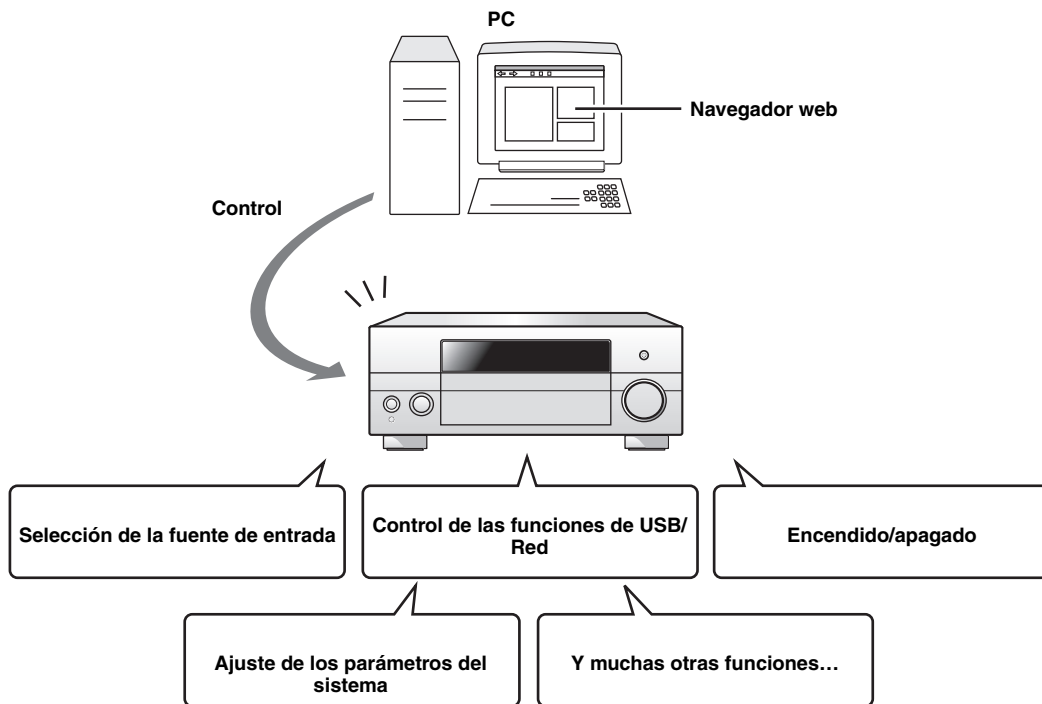 PC
Navegador web
Control
Selección de la fuente de entrada
Control de las funciones de USB/
Red
Encendido/apagado
Ajuste de los parámetros del
sistema
Y muchas otras funciones…